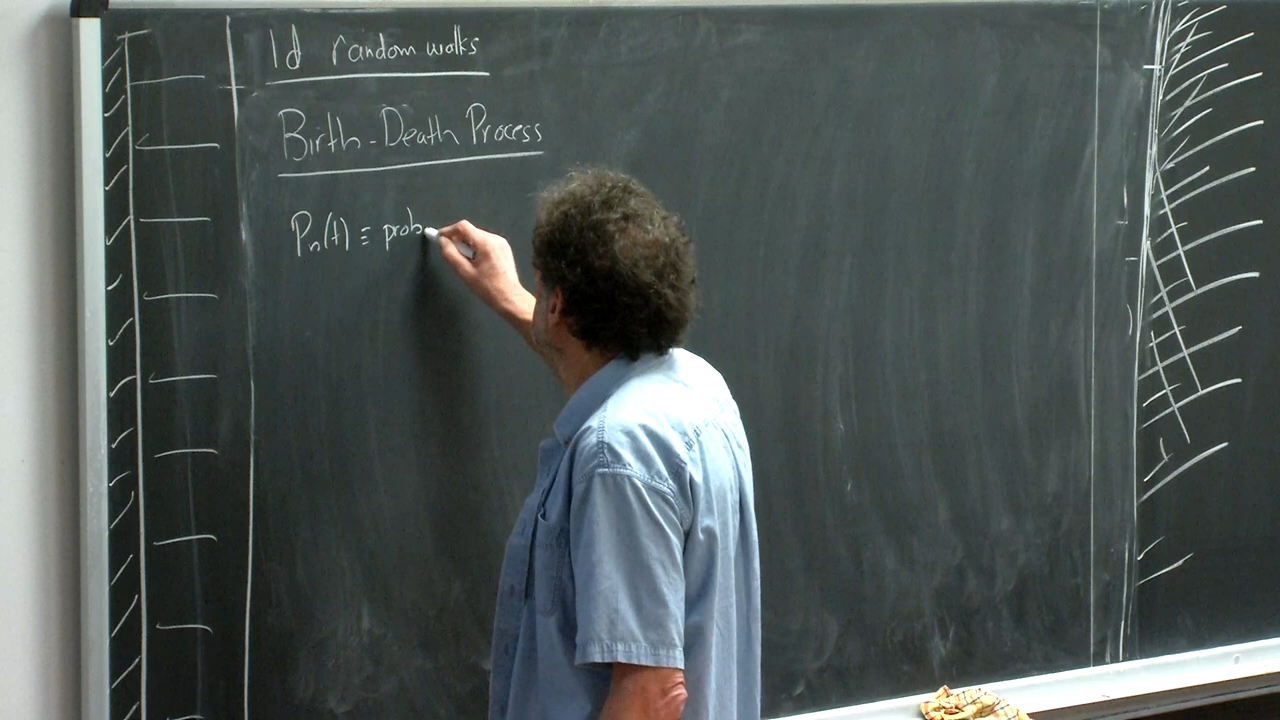 1d random walks
Birth-Death Process
Pn(t) ≡ prob